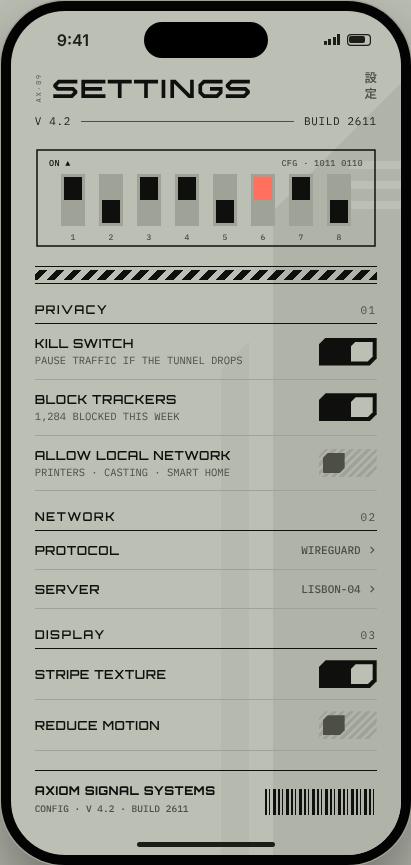 9:41
AX-09
SETTINGS
設定
V 4.2
BUILD 2611
ON ▲
CFG · 1011 0110
1 2 3 4 5 6 7 8
PRIVACY
01
KILL SWITCH
PAUSE TRAFFIC IF THE TUNNEL DROPS
BLOCK TRACKERS
1,284 BLOCKED THIS WEEK
ALLOW LOCAL NETWORK
PRINTERS · CASTING · SMART HOME
NETWORK
02
PROTOCOL
WIREGUARD >
SERVER
LISBON-04 >
DISPLAY
03
STRIPE TEXTURE
REDUCE MOTION
AXIOM SIGNAL SYSTEMS
CONFIG · V 4.2 · BUILD 2611